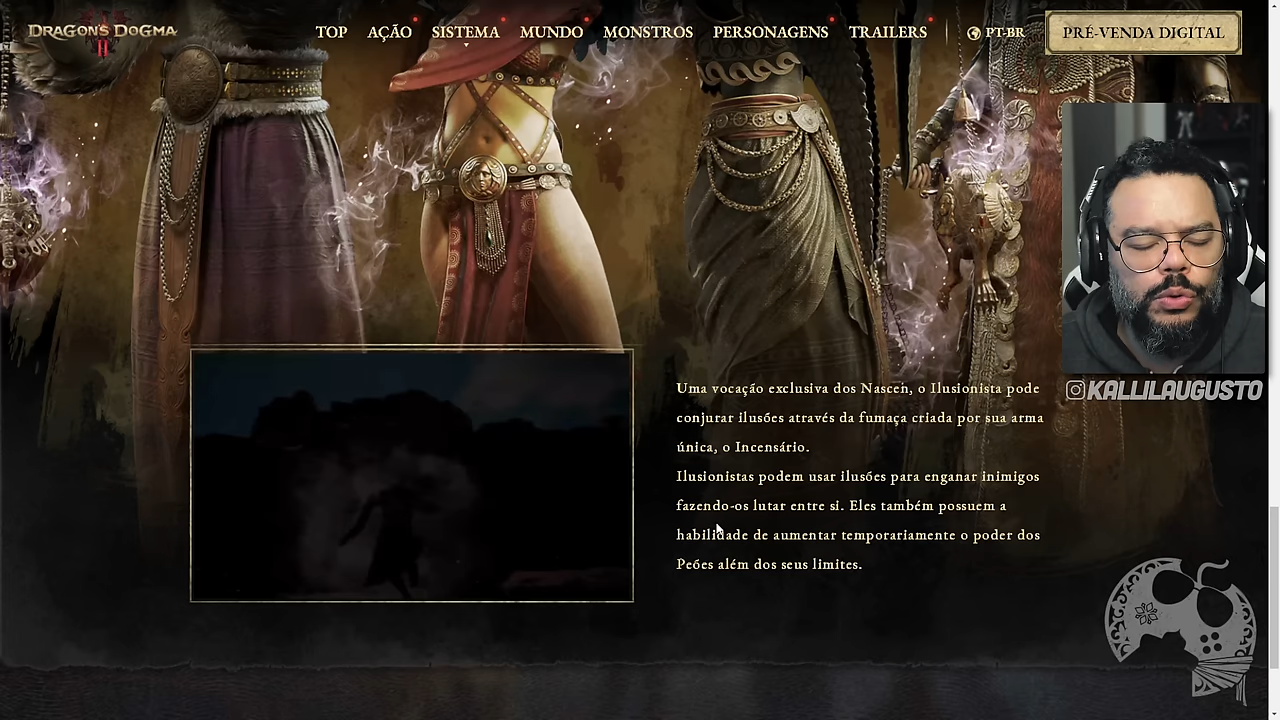 DRAGON'S DOGMA II
TOP AÇÃO SISTEMA MUNDO MONSTROS PERSONAGENS TRAILERS PT-BR PRÉ-VENDA DIGITAL
KALLILAUGUSTO
Uma vocação exclusiva dos Nascen, o Ilusionista pode
conjurar ilusões através da fumaça criada por sua arma
única, o Incensário.
Ilusionistas podem usar ilusões para enganar inimigos
fazendo-os lutar entre si. Eles também possuem a
habilidade de aumentar temporariamente o poder dos
Peões além dos seus limites.